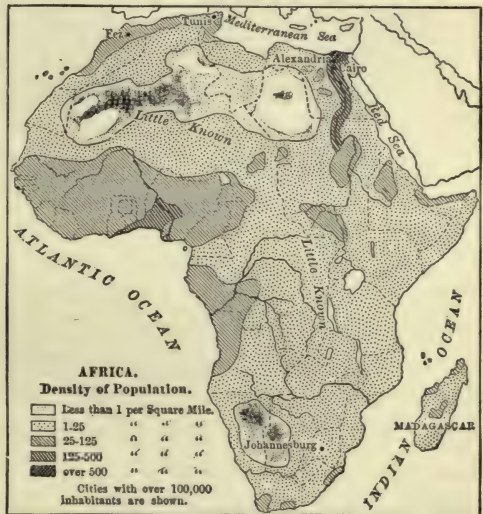 Mediterranean Sea
Tunis
Fez
Alexandria
Cairo
Red Sea
Little Known
Little Known
ATLANTIC OCEAN
INDIAN OCEAN
MADAGASCAR
Johannesburg
AFRICA.
Density of Population.
Less than 1 per Square Mile.
1-25 " " "
25-125 " " "
125-500 " " "
over 500 " " "
Cities with over 100,000
inhabitants are shown.